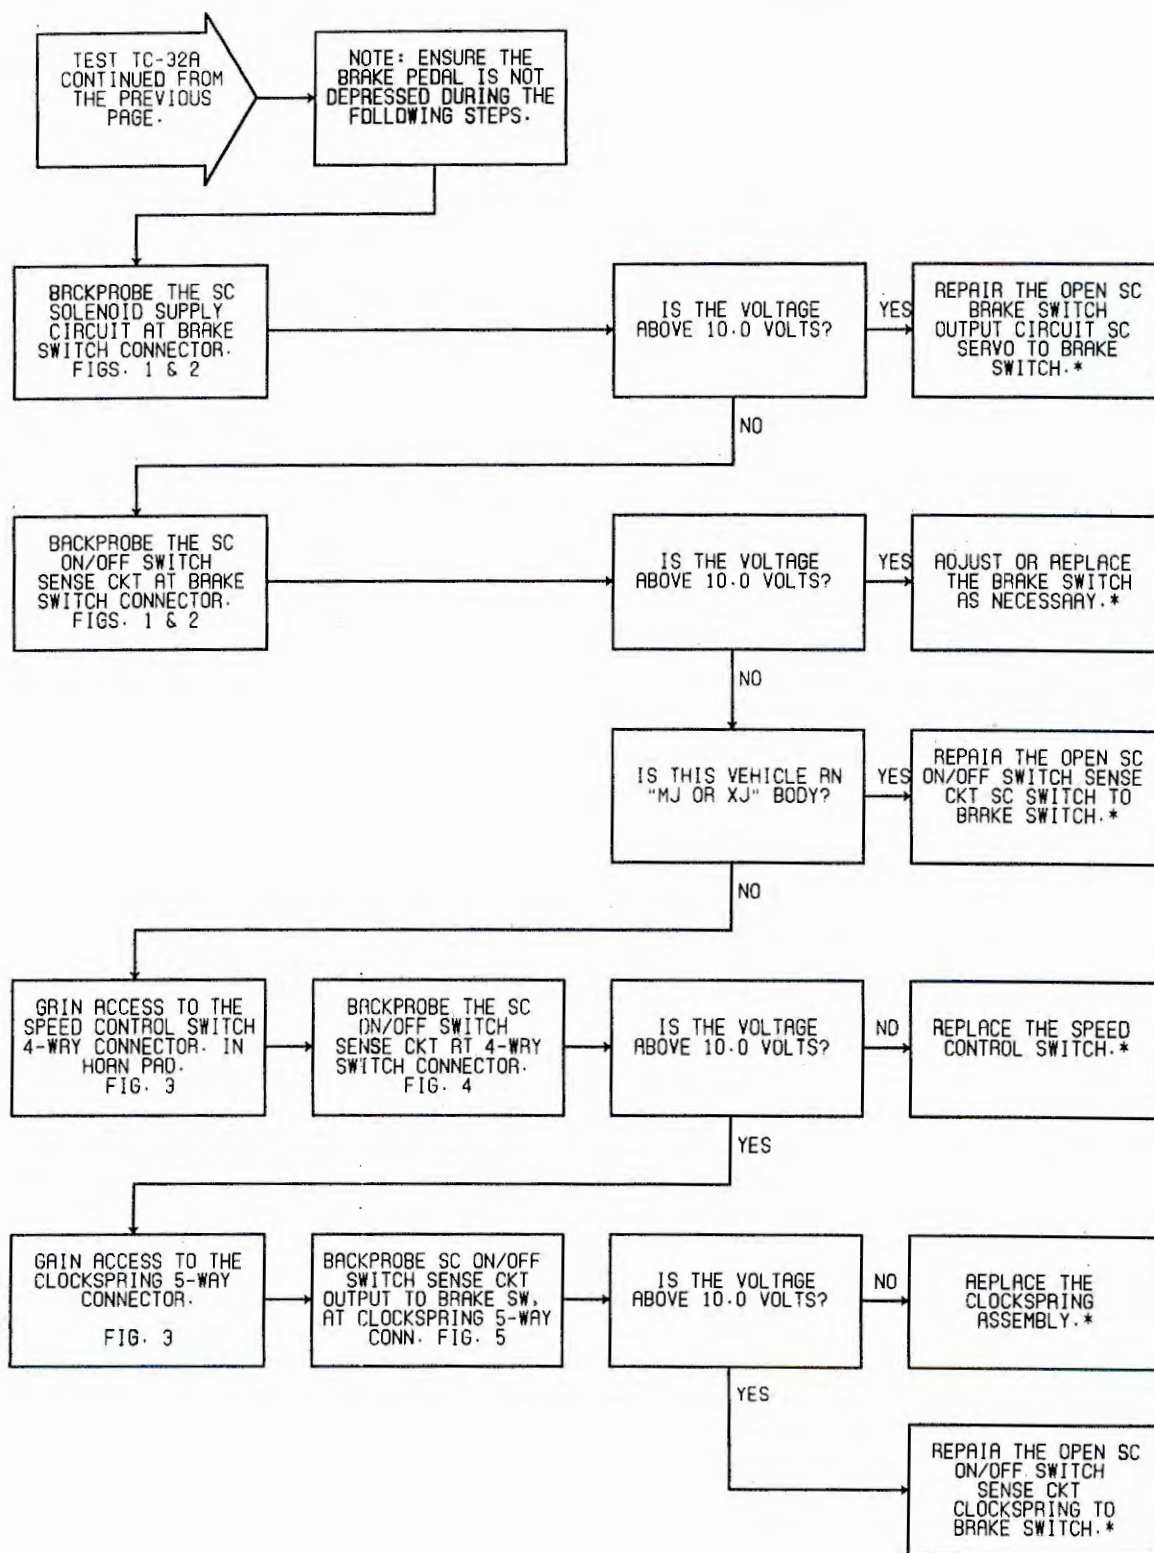 TEST TC-32A
CONTINUED FROM
THE PREVIOUS
PAGE.
NOTE: ENSURE THE
BRAKE PEDAL IS NOT
DEPRESSED DURING THE
FOLLOWING STEPS.
BACKPROBE THE SC
SOLENOID SUPPLY
CIRCUIT AT BRAKE
SWITCH CONNECTOR.
FIGS. 1 & 2
IS THE VOLTAGE
ABOVE 10.0 VOLTS?
YES
REPAIR THE OPEN SC
BRAKE SWITCH
OUTPUT CIRCUIT SC
SERVO TO BRAKE
SWITCH.*
NO
BACKPROBE THE SC
ON/OFF SWITCH
SENSE CKT AT BRAKE
SWITCH CONNECTOR.
FIGS. 1 & 2
IS THE VOLTAGE
ABOVE 10.0 VOLTS?
YES
ADJUST OR REPLACE
THE BRAKE SWITCH
AS NECESSARY.*
NO
IS THIS VEHICLE AN
"MJ OR XJ" BODY?
YES
REPAIR THE OPEN SC
ON/OFF SWITCH SENSE
CKT SC SWITCH TO
BRAKE SWITCH.*
NO
GAIN ACCESS TO THE
SPEED CONTROL SWITCH
4-WAY CONNECTOR. IN
HORN PAD.
FIG. 3
BACKPROBE THE SC
ON/OFF SWITCH
SENSE CKT AT 4-WAY
SWITCH CONNECTOR.
FIG. 4
IS THE VOLTAGE
ABOVE 10.0 VOLTS?
NO
REPLACE THE SPEED
CONTROL SWITCH.*
YES
GAIN ACCESS TO THE
CLOCKSPRING 5-WAY
CONNECTOR.
FIG. 3
BACKPROBE SC ON/OFF
SWITCH SENSE CKT
OUTPUT TO BRAKE SW,
AT CLOCKSPRING 5-WAY
CONN. FIG. 5
IS THE VOLTAGE
ABOVE 10.0 VOLTS?
NO
REPLACE THE
CLOCKSPRING
ASSEMBLY.*
YES
REPAIR THE OPEN SC
ON/OFF SWITCH
SENSE CKT
CLOCKSPRING TO
BRAKE SWITCH.*